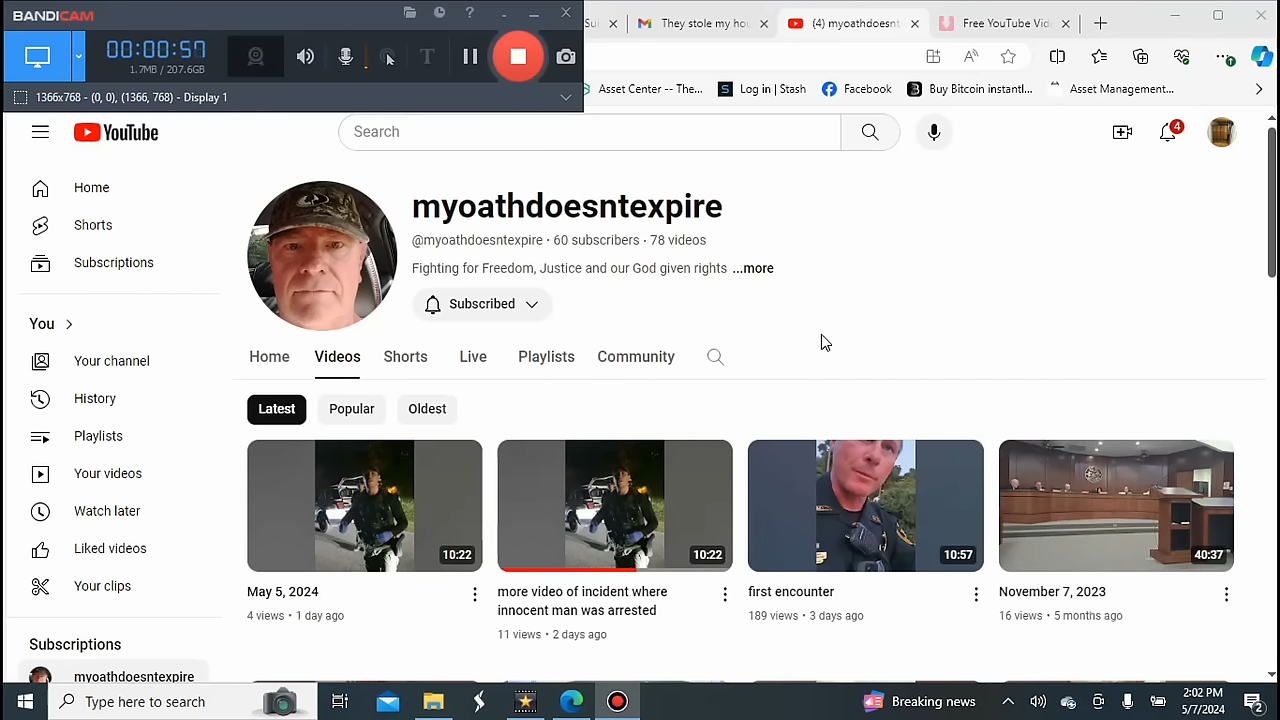 BANDICAM
00:00:57
1.7MB / 207.6GB
1366x768 - (0, 0), (1366, 768) - Display 1
They stole my hou
(4) myoathdoesnt
Free YouTube Vide
Asset Center -- The...
Log in | Stash
Facebook
Buy Bitcoin instantl...
Asset Management...
YouTube
Search
4
Home
Shorts
Subscriptions
You
Your channel
History
Playlists
Your videos
Watch later
Liked videos
Your clips
Subscriptions
myoathdoesntexpire
myoathdoesntexpire
@myoathdoesntexpire · 60 subscribers · 78 videos
Fighting for Freedom, Justice and our God given rights ...more
Subscribed
Home Videos Shorts Live Playlists Community
Latest Popular Oldest
10:22
May 5, 2024
4 views · 1 day ago
10:22
more video of incident where
innocent man was arrested
11 views · 2 days ago
10:57
first encounter
189 views · 3 days ago
40:37
November 7, 2023
16 views · 5 months ago
Type here to search
Breaking news
2:02 PM
5/7/2024
2